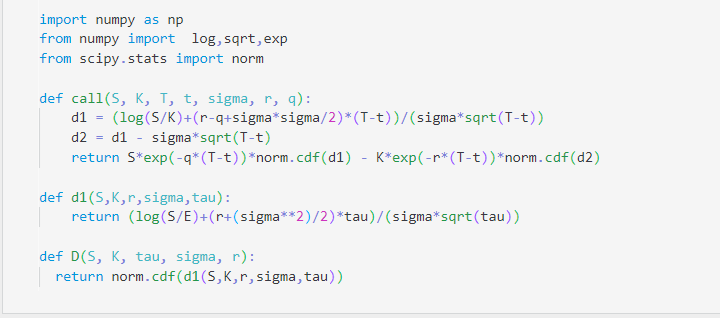 import numpy as np
from numpy import  log,sqrt,exp
from scipy.stats import norm

def call(S, K, T, t, sigma, r, q):
    d1 = (log(S/K)+(r-q+sigma*sigma/2)*(T-t))/(sigma*sqrt(T-t))
    d2 = d1 - sigma*sqrt(T-t)
    return S*exp(-q*(T-t))*norm.cdf(d1) - K*exp(-r*(T-t))*norm.cdf(d2)

def d1(S,K,r,sigma,tau):
    return (log(S/E)+(r+(sigma**2)/2)*tau)/(sigma*sqrt(tau))

def D(S, K, tau, sigma, r):
  return norm.cdf(d1(S,K,r,sigma,tau))